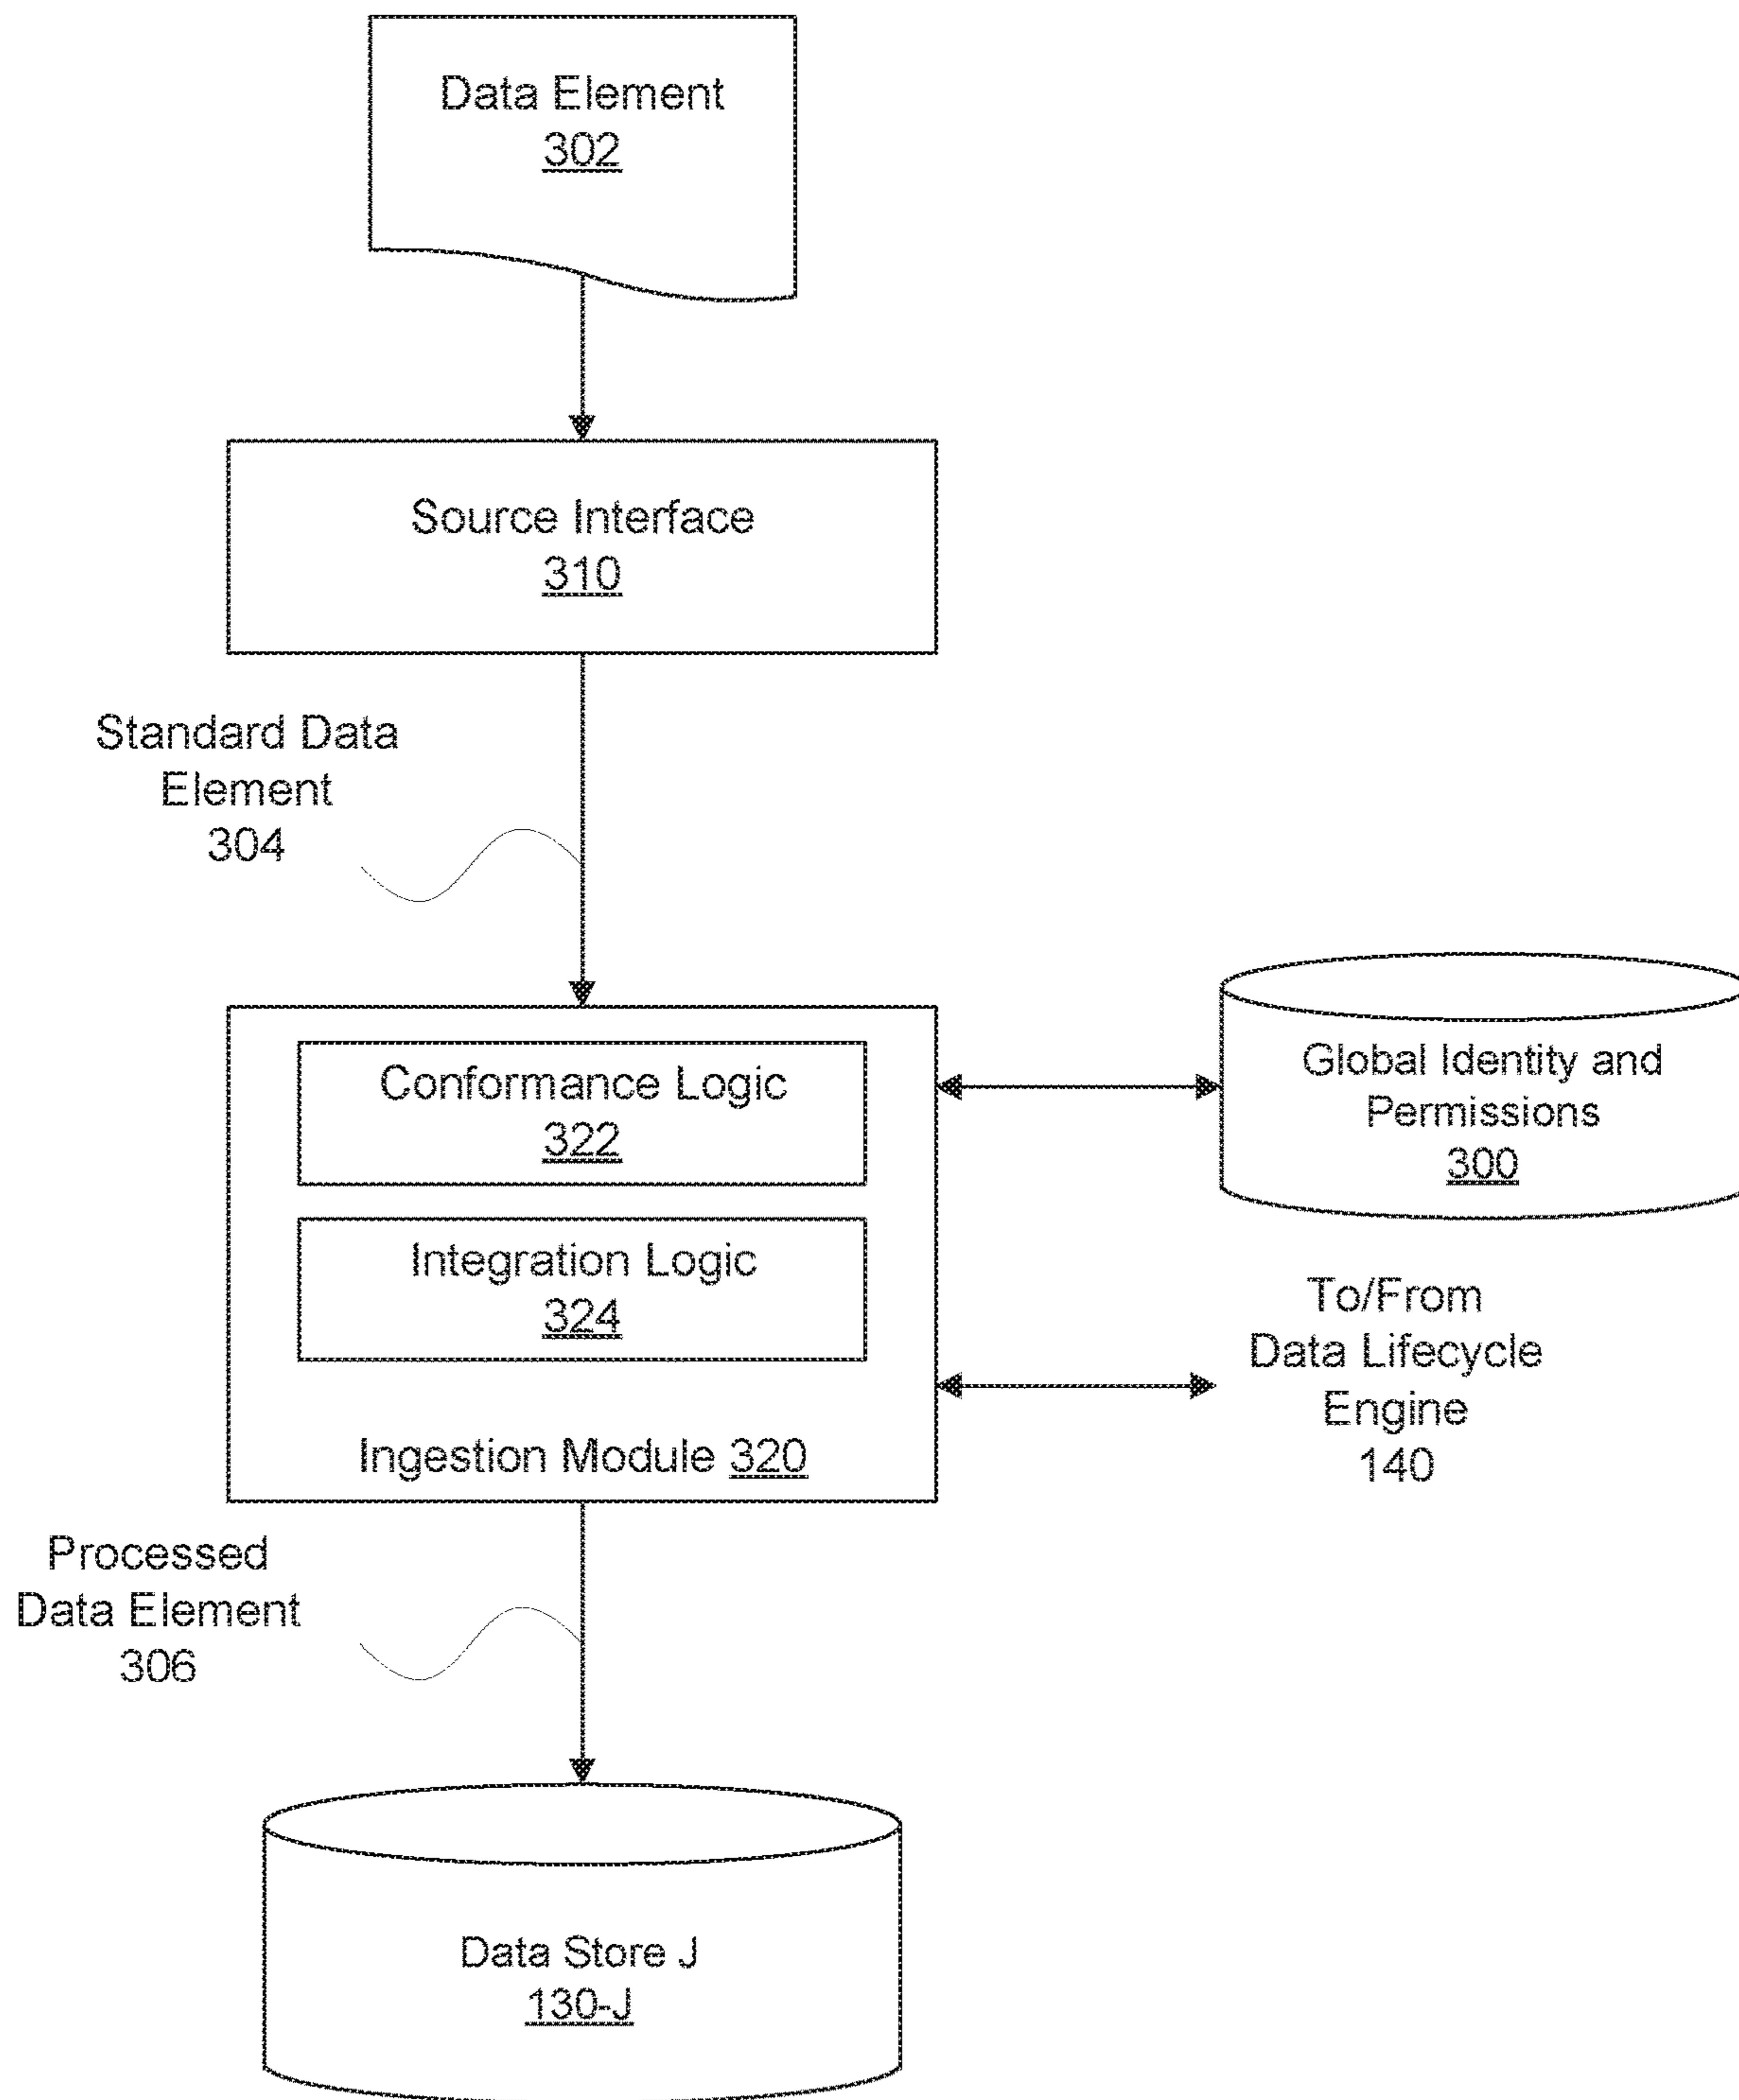 Data Element
302
Source Interface
310
Standard Data
Element
304
Conformance Logic
322
Integration Logic
324
Ingestion Module 320
Global Identity and
Permissions
300
To/From
Data Lifecycle
Engine
140
Processed
Data Element
306
Data Store J
130-J